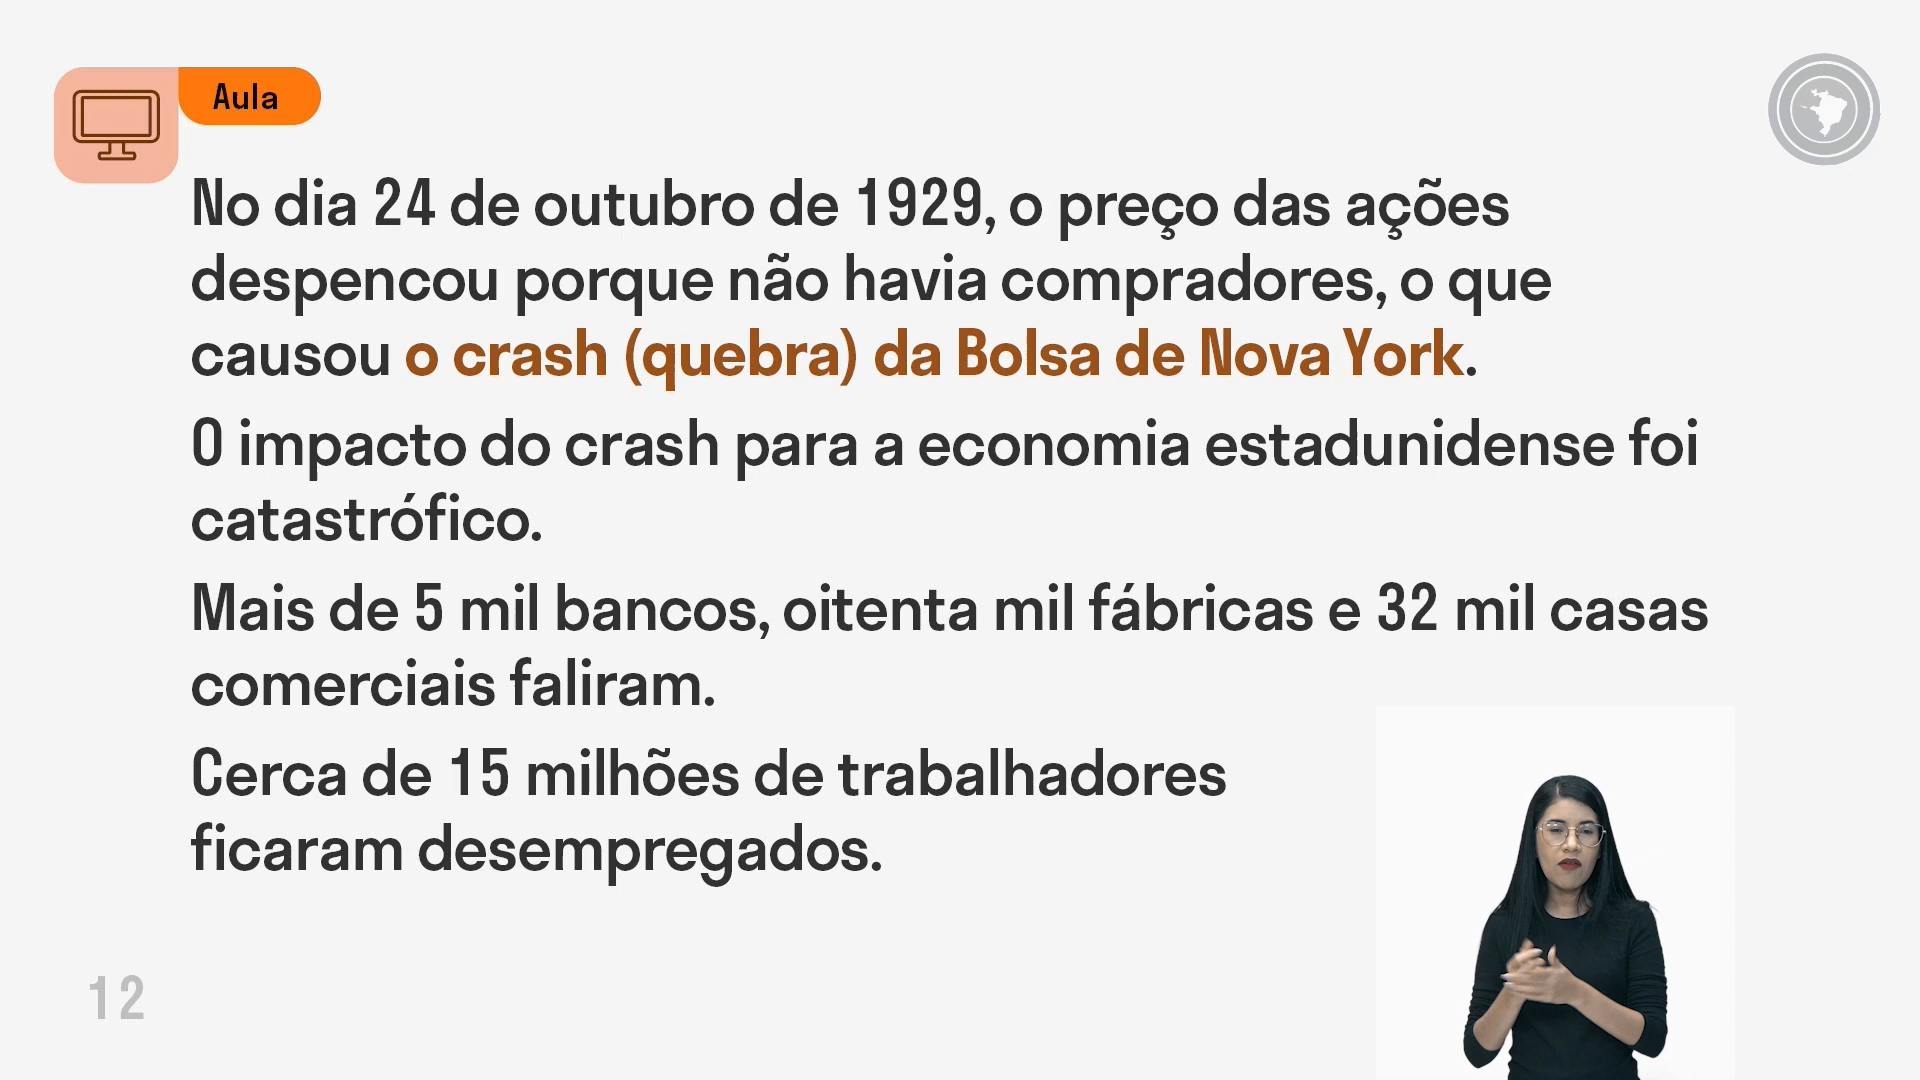 Aula
No dia 24 de outubro de 1929, o preço das ações
despencou porque não havia compradores, o que
causou o crash (quebra) da Bolsa de Nova York.
O impacto do crash para a economia estadunidense foi
catastrófico.
Mais de 5 mil bancos, oitenta mil fábricas e 32 mil casas
comerciais faliram.
Cerca de 15 milhões de trabalhadores
ficaram desempregados.
12